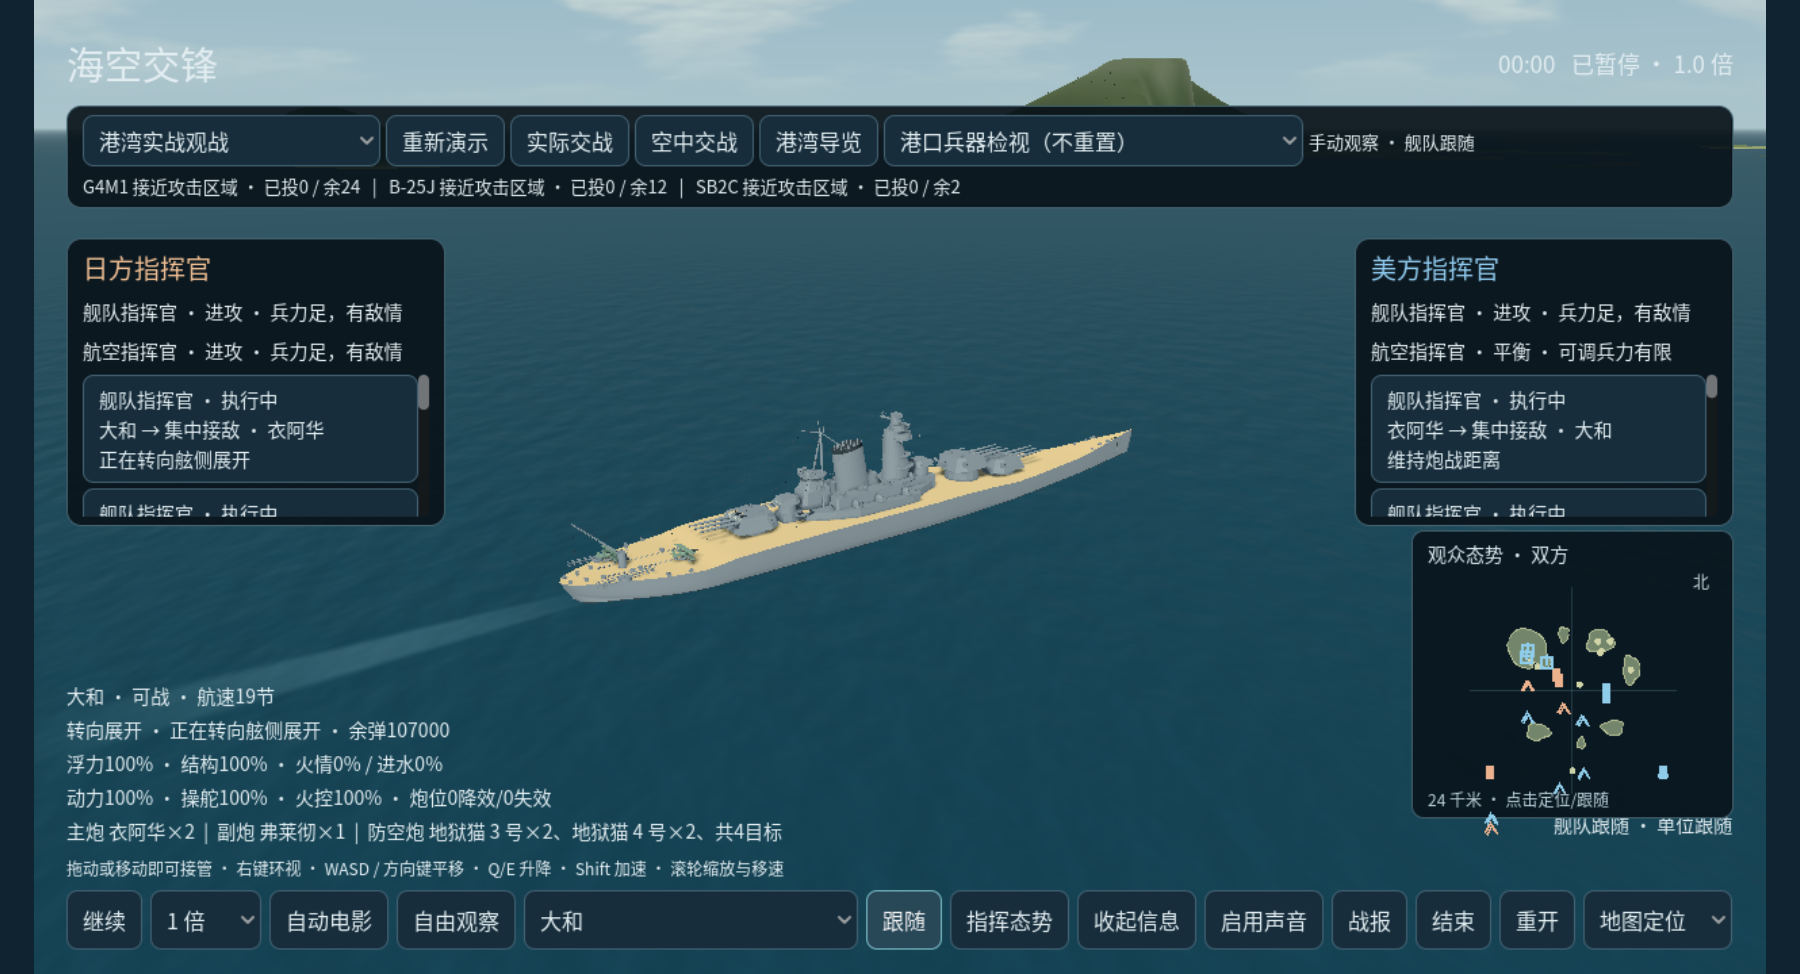 海空交锋
00:00 已暂停 · 1.0 倍
港湾实战观战 重新演示 实际交战 空中交战 港湾导览 港口兵器检视（不重置） 手动观察 · 舰队跟随
G4M1 接近攻击区域 · 已投0 / 余24 | B-25J 接近攻击区域 · 已投0 / 余12 | SB2C 接近攻击区域 · 已投0 / 余2
日方指挥官
舰队指挥官 · 进攻 · 兵力足，有敌情
航空指挥官 · 进攻 · 兵力足，有敌情
舰队指挥官 · 执行中
大和 → 集中接敌 · 衣阿华
正在转向舷侧展开
舰队指挥官 · 执行中
美方指挥官
舰队指挥官 · 进攻 · 兵力足，有敌情
航空指挥官 · 平衡 · 可调兵力有限
舰队指挥官 · 执行中
衣阿华 → 集中接敌 · 大和
维持炮战距离
舰队指挥官 · 执行中
观众态势 · 双方
北
24 千米 · 点击定位/跟随
舰队跟随 · 单位跟随
大和 · 可战 · 航速19节
转向展开 · 正在转向舷侧展开 · 余弹107000
浮力100% · 结构100% · 火情0% / 进水0%
动力100% · 操舵100% · 火控100% · 炮位0降效/0失效
主炮 衣阿华×2 | 副炮 弗莱彻×1 | 防空炮 地狱猫 3 号×2、地狱猫 4 号×2、共4目标
拖动或移动即可接管 · 右键环视 · WASD / 方向键平移 · Q/E 升降 · Shift 加速 · 滚轮缩放与移速
继续 1 倍 自动电影 自由观察 大和 跟随 指挥态势 收起信息 启用声音 战报 结束 重开 地图定位